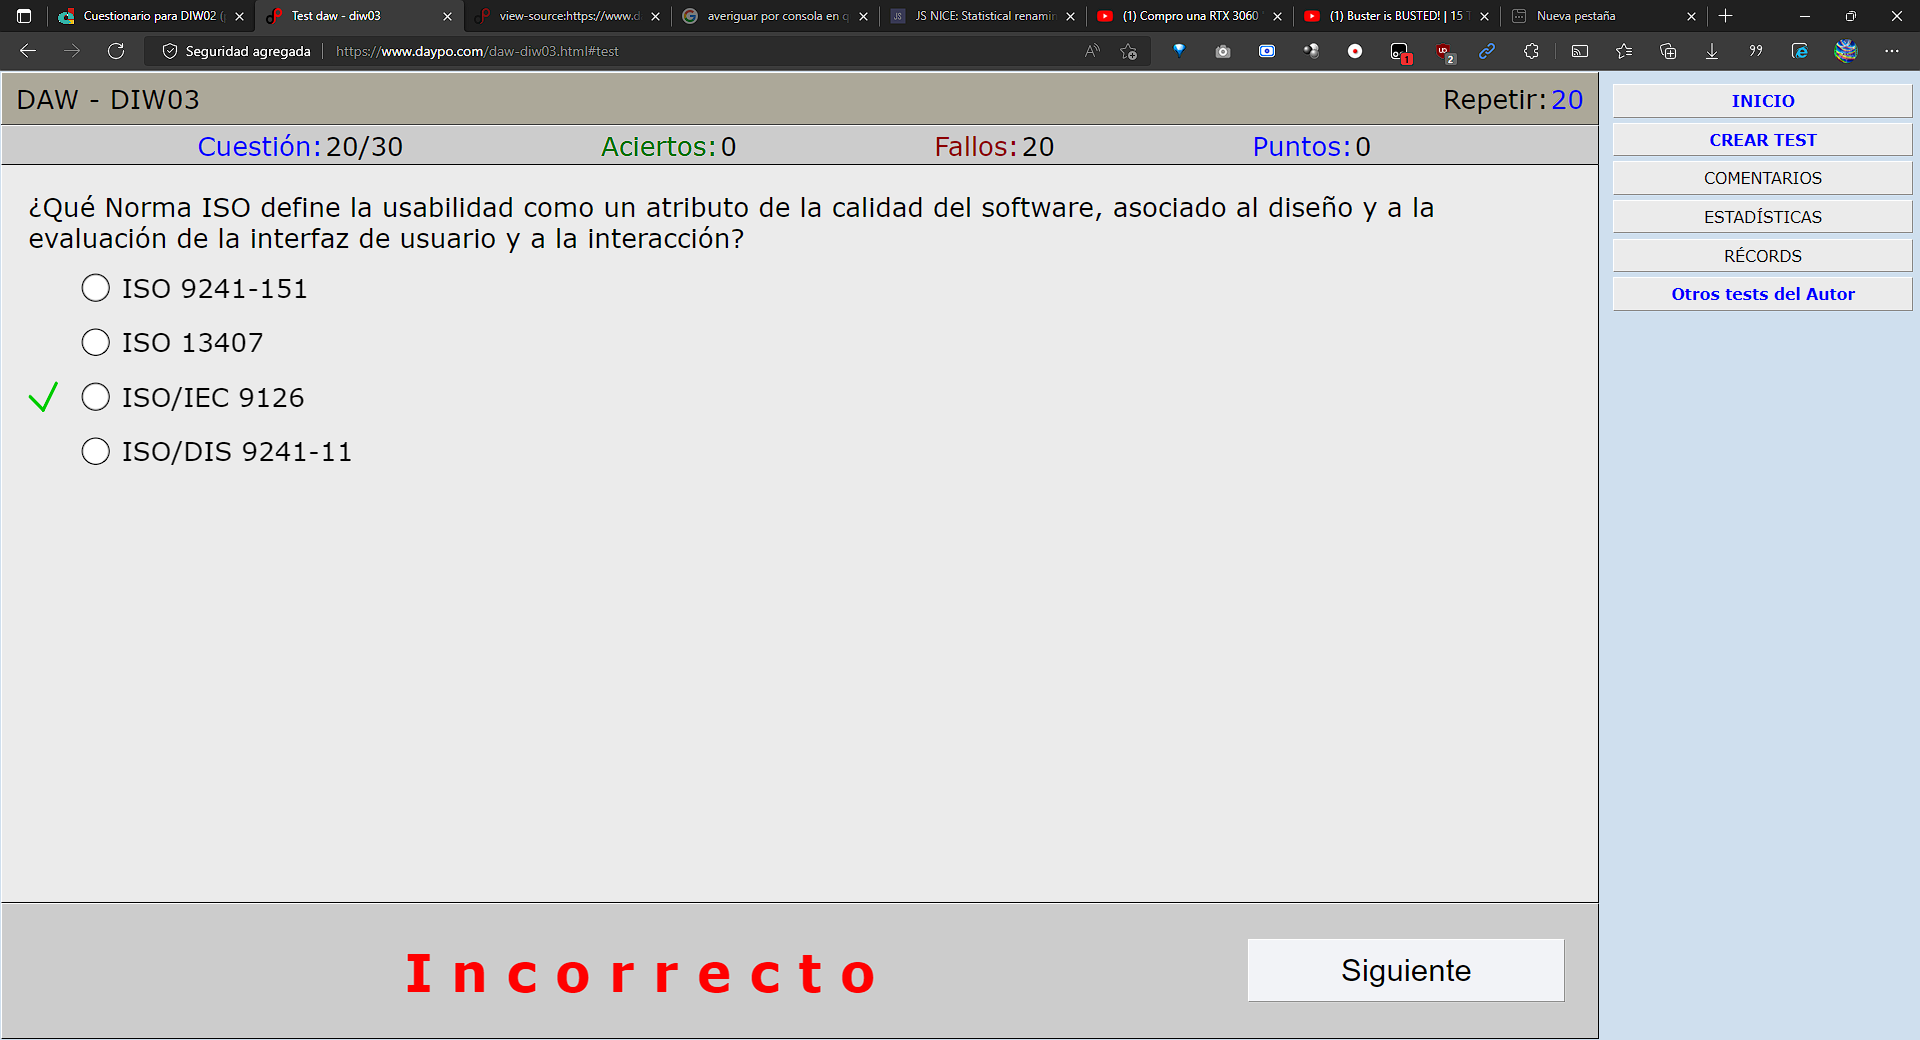 Cuestionario para DIW02 (
Test daw - diw03
view-source:https://www.d
averiguar por consola en q
JS NICE: Statistical renamin
(1) Compro una RTX 3060
(1) Buster is BUSTED! | 15
Nueva pestaña
Seguridad agregada
https://www.daypo.com/daw-diw03.html#test
1
2
DAW - DIW03
Repetir:20
Cuestión:20/30
Aciertos:0
Fallos:20
Puntos:0
¿Qué Norma ISO define la usabilidad como un atributo de la calidad del software, asociado al diseño y a la
evaluación de la interfaz de usuario y a la interacción?
ISO 9241-151
ISO 13407
ISO/IEC 9126
ISO/DIS 9241-11
Incorrecto
Siguiente
INICIO
CREAR TEST
COMENTARIOS
ESTADÍSTICAS
RÉCORDS
Otros tests del Autor